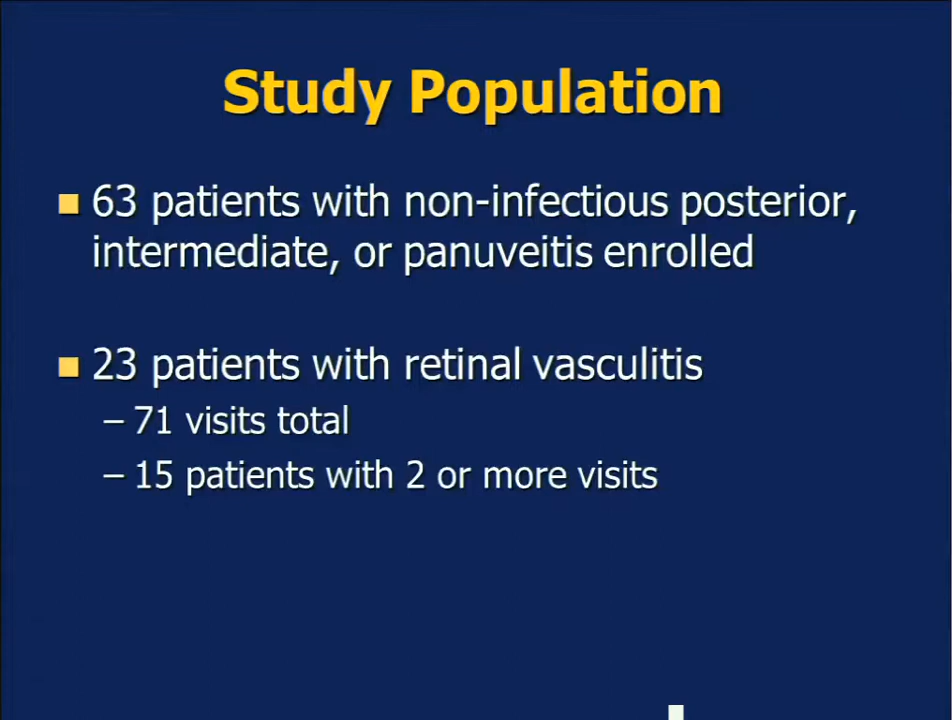 Study Population
63 patients with non-infectious posterior,
intermediate, or panuveitis enrolled
23 patients with retinal vasculitis
– 71 visits total
– 15 patients with 2 or more visits